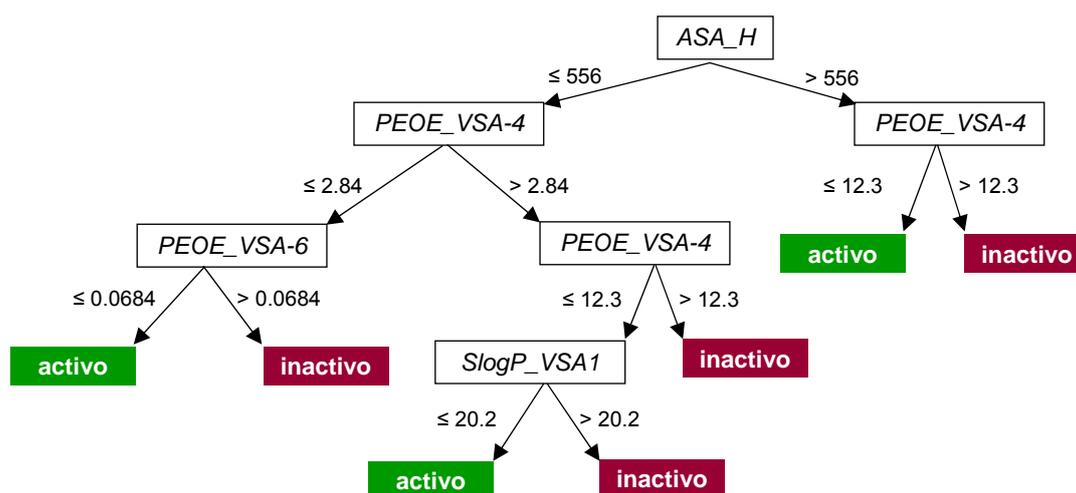 ASA_H
≤ 556
> 556
PEOE_VSA-4
PEOE_VSA-4
≤ 2.84
> 2.84
≤ 12.3
> 12.3
PEOE_VSA-6
PEOE_VSA-4
activo
inactivo
≤ 0.0684
> 0.0684
≤ 12.3
> 12.3
activo
inactivo
SlogP_VSA1
inactivo
≤ 20.2
> 20.2
activo
inactivo